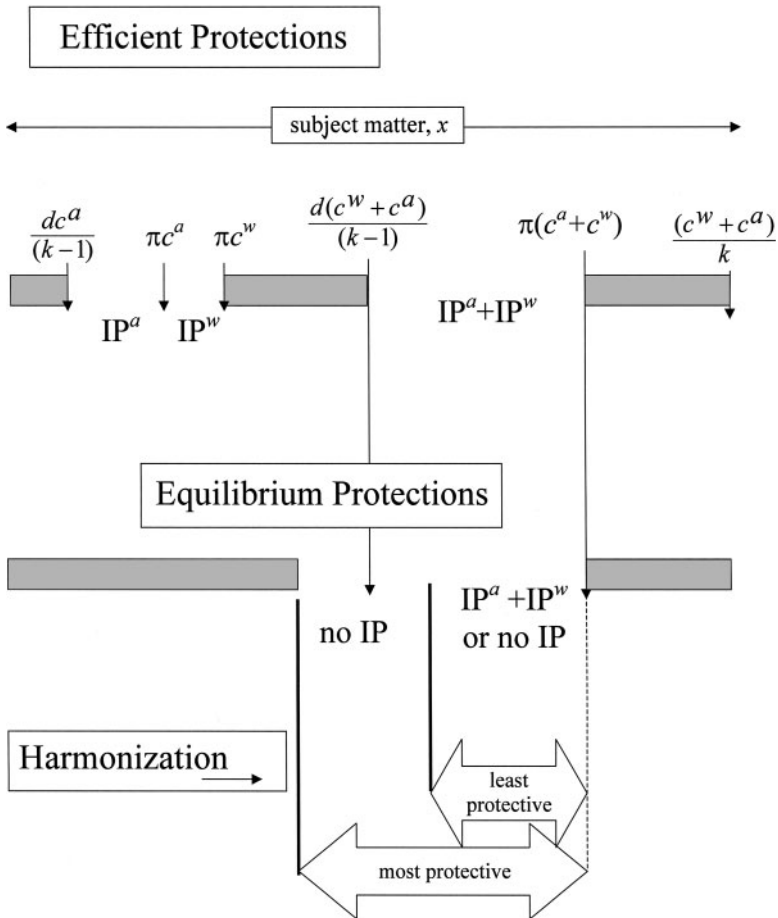 Efficient Protections
subject matter, x
dc^a/(k−1) πc^a πc^w d(c^w + c^a)/(k−1) π(c^a+c^w) (c^w + c^a)/k
IP^a IP^w IP^a+IP^w
Equilibrium Protections
no IP
IP^a +IP^w
or no IP
Harmonization
least
protective
most protective